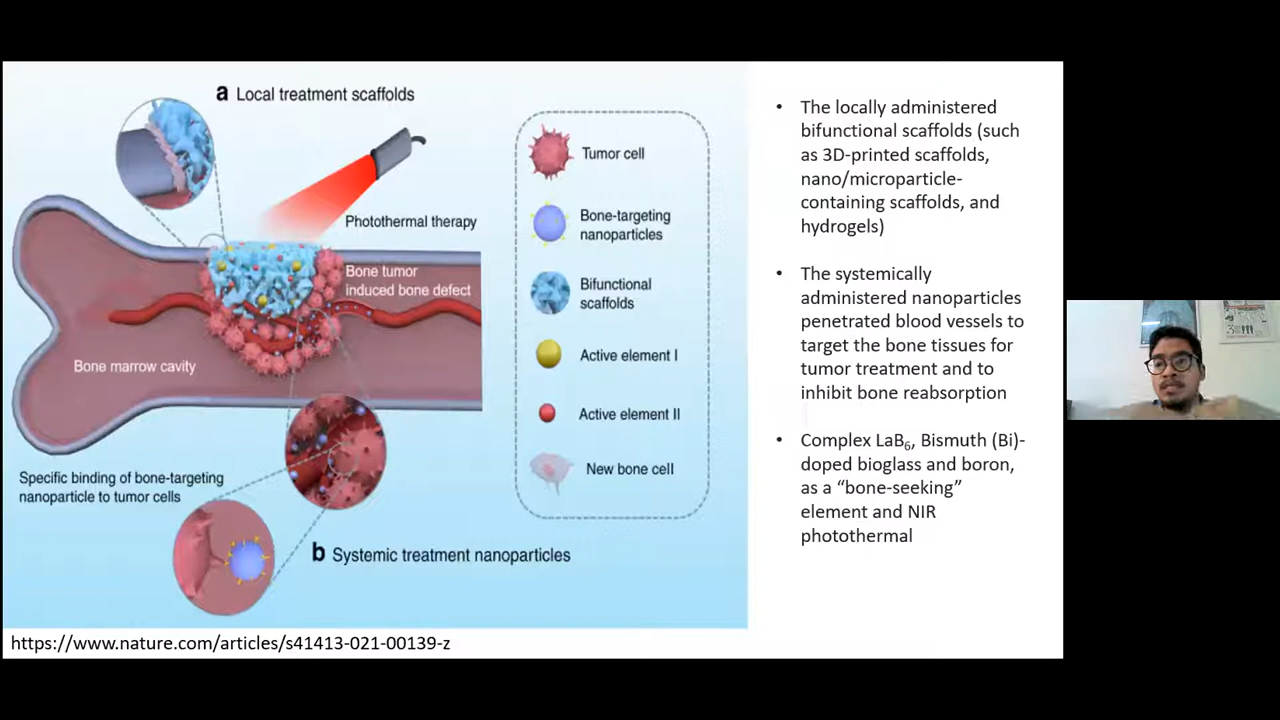 a Local treatment scaffolds
Photothermal therapy
Bone tumor
induced bone defect
Bone marrow cavity
Specific binding of bone-targeting
nanoparticle to tumor cells
b Systemic treatment nanoparticles
Tumor cell
Bone-targeting
nanoparticles
Bifunctional
scaffolds
Active element I
Active element II
New bone cell
https://www.nature.com/articles/s41413-021-00139-z
• The locally administered
bifunctional scaffolds (such
as 3D-printed scaffolds,
nano/microparticle-
containing scaffolds, and
hydrogels)
• The systemically
administered nanoparticles
penetrated blood vessels to
target the bone tissues for
tumor treatment and to
inhibit bone reabsorption
• Complex LaB₆, Bismuth (Bi)-
doped bioglass and boron,
as a “bone-seeking”
element and NIR
photothermal